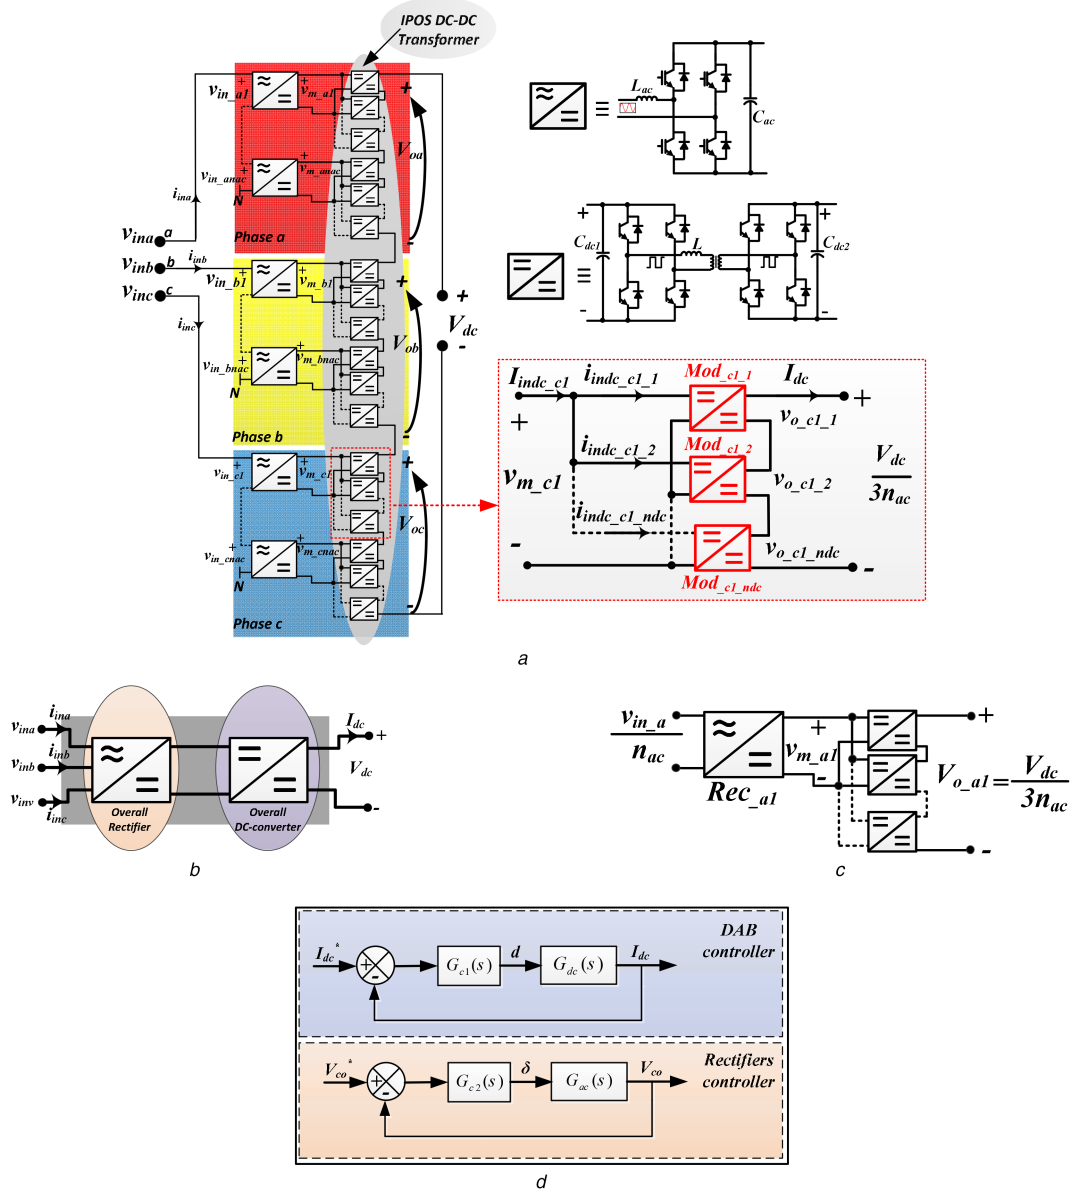 IPOS DC-DC
Transformer
v_in_a1
+
+
v_m_a1
+
V_oa
-
v_in_anac
+
+
v_m_anac
i_ina
N
Phase a
v_ina a
v_inb b
i_inb
v_inc c
i_inc
v_in_b1
+
+
v_m_b1
+
V_ob
-
v_in_bnac
+
+
v_m_bnac
N
Phase b
+
V_dc
-
v_in_c1
+
+
v_m_c1
+
V_oc
-
v_in_cnac
+
+
v_m_cnac
N
Phase c
≡
L_ac
C_ac
≡
+
C_dc1
-
L
+
C_dc2
-
I_indc_c1
i_indc_c1_1
Mod_c1_1
I_dc
+
+
v_o_c1_1
i_indc_c1_2
Mod_c1_2
v_m_c1
v_o_c1_2
V_dc
3n_ac
i_indc_c1_ndc
-
v_o_c1_ndc
-
Mod_c1_ndc
a
i_ina
v_ina
i_inb
v_inb
v_inv
i_inc
I_dc
+
V_dc
-
Overall
Rectifier
Overall
DC-converter
b
v_in_a
n_ac
+
v_m_a1
-
Rec_a1
+
V_o_a1 = V_dc
3n_ac
-
c
DAB
controller
I_dc*
+
-
G_c1(s)
d
G_dc(s)
I_dc
Rectifiers
controller
V_co*
+
-
G_c2(s)
δ
G_ac(s)
V_co
d